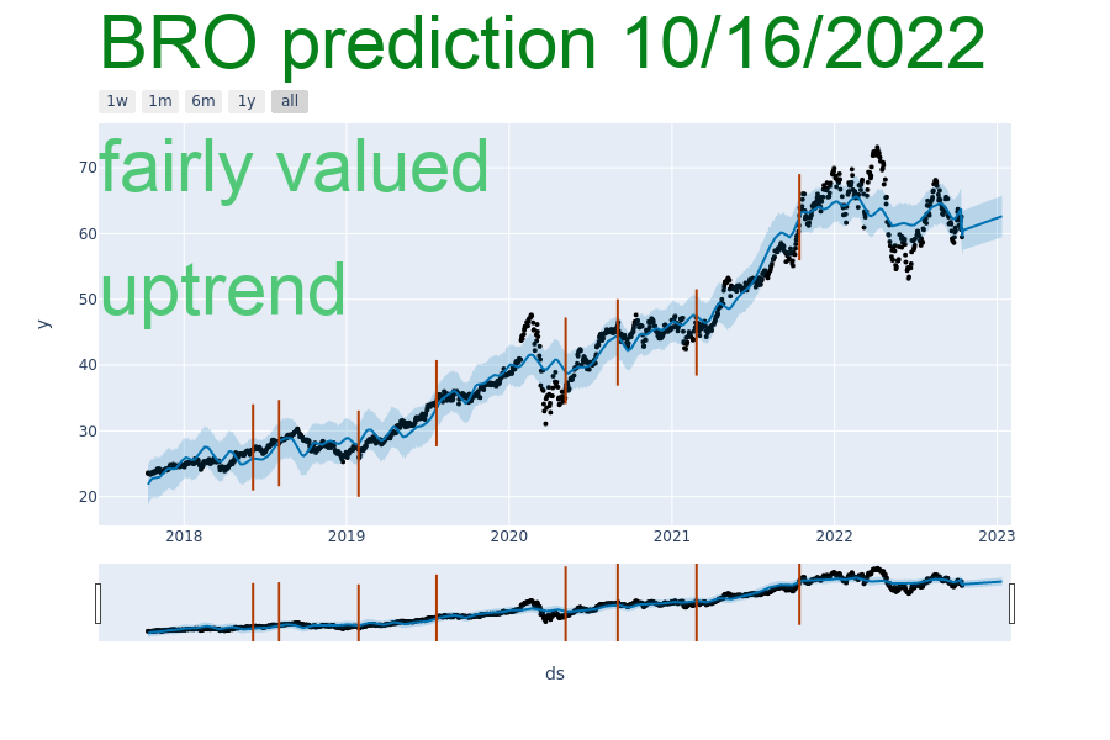 BRO prediction 10/16/2022
1w 1m 6m 1y all
fairly valued
uptrend
70
60
50
40
30
20
y
2018 2019 2020 2021 2022 2023
ds